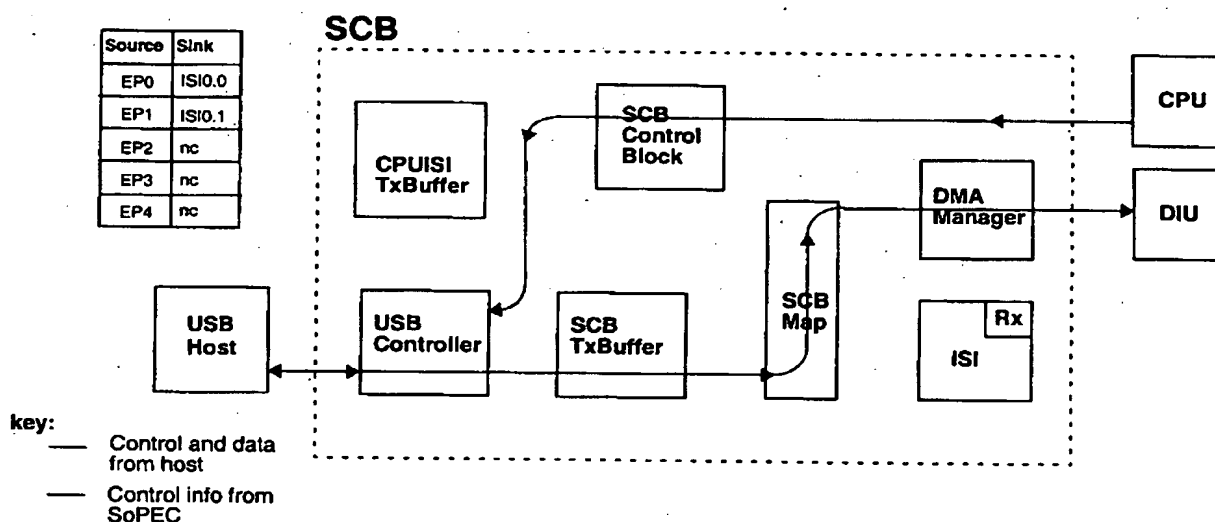 SCB
Source Sink
EP0 ISI0.0
EP1 ISI0.1
EP2 nc
EP3 nc
EP4 nc
CPUISI
TxBuffer
SCB
Control
Block
CPU
DMA
Manager
DIU
USB
Host
USB
Controller
SCB
TxBuffer
SCB
Map
Rx
ISI
key:
Control and data
from host
Control info from
SoPEC